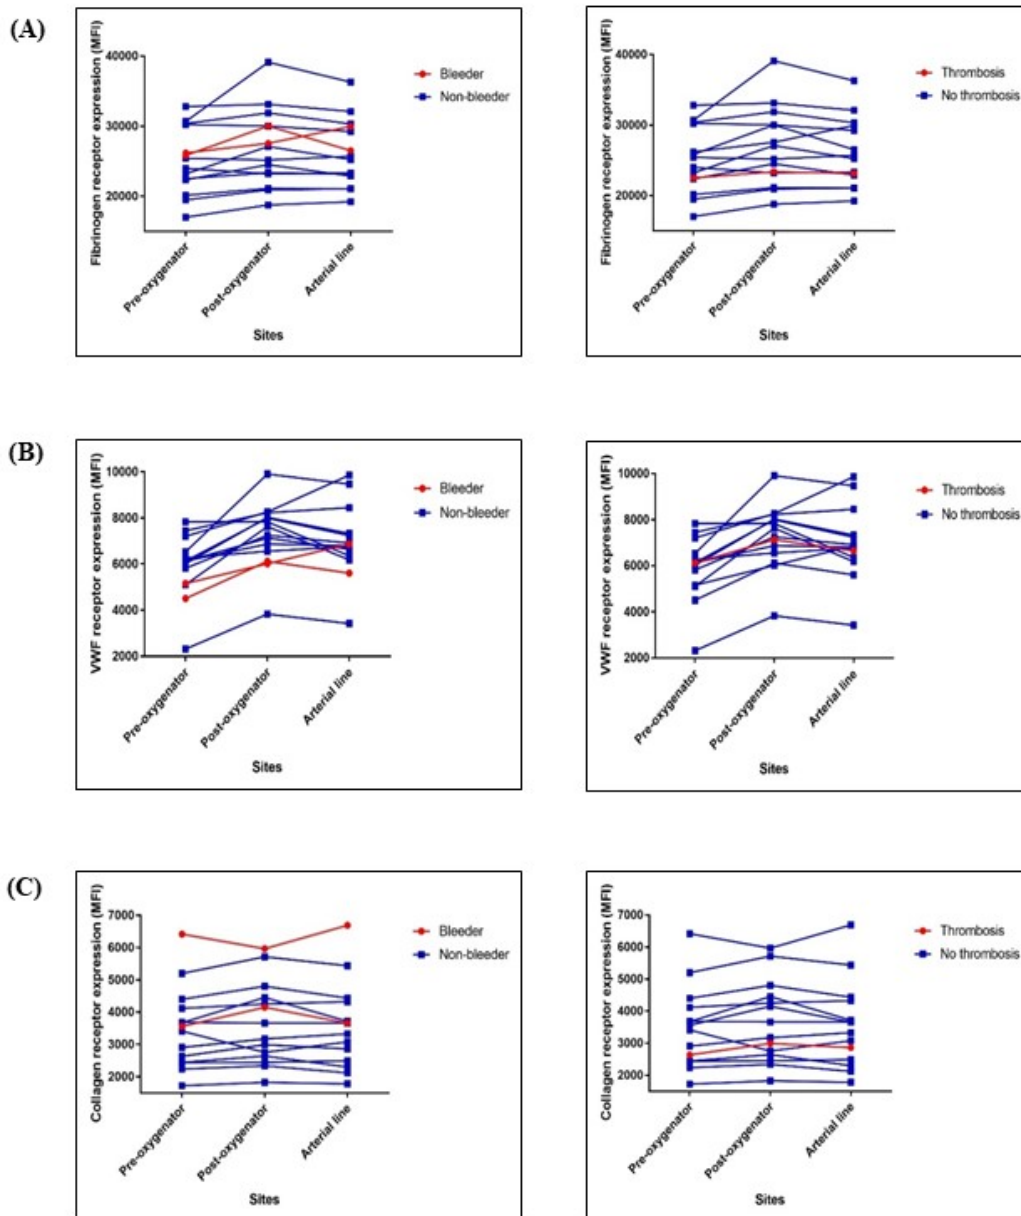 (A)
Fibrinogen receptor expression (MFI)
40000
30000
20000
Pre-oxygenator
Post-oxygenator
Arterial line
Sites
Bleeder
Non-bleeder
Fibrinogen receptor expression (MFI)
40000
30000
20000
Pre-oxygenator
Post-oxygenator
Arterial line
Sites
Thrombosis
No thrombosis
(B)
VWF receptor expression (MFI)
10000
8000
6000
4000
2000
Pre-oxygenator
Post-oxygenator
Arterial line
Sites
Bleeder
Non-bleeder
VWF receptor expression (MFI)
10000
8000
6000
4000
2000
Pre-oxygenator
Post-oxygenator
Arterial line
Sites
Thrombosis
No thrombosis
(C)
Collagen receptor expression (MFI)
7000
6000
5000
4000
3000
2000
Pre-oxygenator
Post-oxygenator
Arterial line
Sites
Bleeder
Non-bleeder
Collagen receptor expression (MFI)
7000
6000
5000
4000
3000
2000
Pre-oxygenator
Post-oxygenator
Arterial line
Sites
Thrombosis
No thrombosis